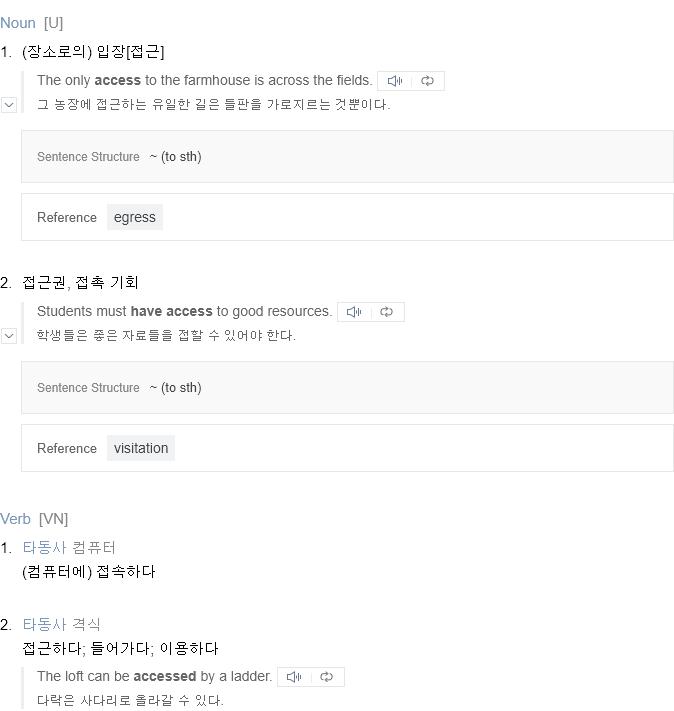 Noun [U]
1. (장소로의) 입장[접근]
The only access to the farmhouse is across the fields.
그 농장에 접근하는 유일한 길은 들판을 가로지르는 것뿐이다.
Sentence Structure ~ (to sth)
Reference egress
2. 접근권, 접촉 기회
Students must have access to good resources.
학생들은 좋은 자료들을 접할 수 있어야 한다.
Sentence Structure ~ (to sth)
Reference visitation
Verb [VN]
1. 타동사 컴퓨터
(컴퓨터에) 접속하다
2. 타동사 격식
접근하다; 들어가다; 이용하다
The loft can be accessed by a ladder.
다락은 사다리로 올라갈 수 있다.